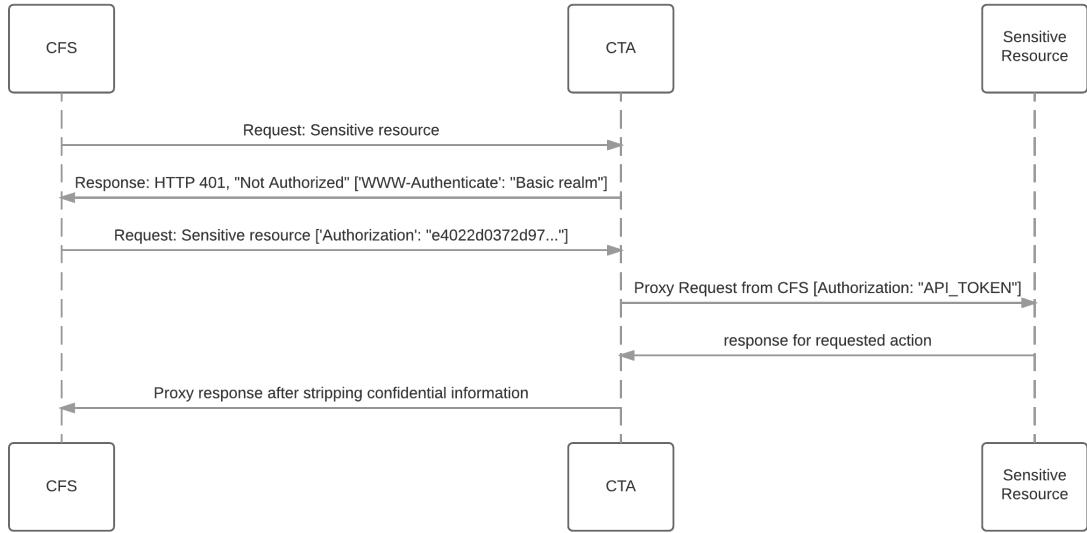 CFS
CTA
Sensitive
Resource
Request: Sensitive resource
Response: HTTP 401, "Not Authorized" ['WWW-Authenticate': "Basic realm"]
Request: Sensitive resource ['Authorization': "e4022d0372d97..."]
Proxy Request from CFS [Authorization: "API_TOKEN"]
response for requested action
Proxy response after stripping confidential information
CFS
CTA
Sensitive
Resource